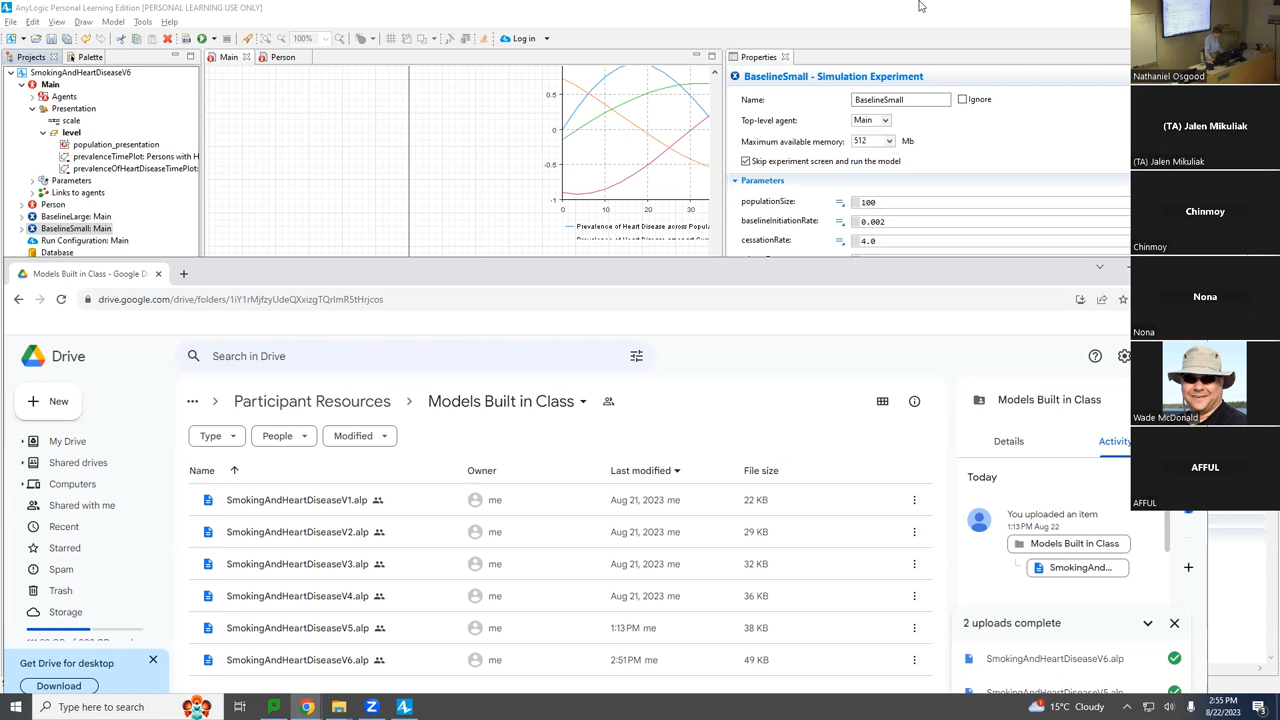 AnyLogic Personal Learning Edition [PERSONAL LEARNING USE ONLY]
File Edit View Draw Model Tools Help
100% Log in
Projects Palette
SmokingAndHeartDiseaseV6
Main
Agents
Presentation
scale
level
population_presentation
prevalenceTimePlot: Persons with H
prevalenceOfHeartDiseaseTimePlot:
Parameters
Links to agents
Person
BaselineLarge: Main
BaselineSmall: Main
Run Configuration: Main
Database
Main Person
0.5
0
-0.5
-1
0 10 20 30
Prevalence of Heart Disease across Popula
Properties
BaselineSmall - Simulation Experiment
Name: BaselineSmall Ignore
Top-level agent: Main
Maximum available memory: 512 Mb
Skip experiment screen and run the model
Parameters
populationSize: 100
baselineInitiationRate: 0.002
cessationRate: 4.0
Models Built in Class - Google D
drive.google.com/drive/folders/1iY1rMjfzyUdeQXxizgTQrImR5tHrjcos
Drive
Search in Drive
New
My Drive
Shared drives
Computers
Shared with me
Recent
Starred
Spam
Trash
Storage
Get Drive for desktop
Download
Participant Resources Models Built in Class
Type People Modified
Name Owner Last modified File size
SmokingAndHeartDiseaseV1.alp me Aug 21, 2023 me 22 KB
SmokingAndHeartDiseaseV2.alp me Aug 21, 2023 me 29 KB
SmokingAndHeartDiseaseV3.alp me Aug 21, 2023 me 32 KB
SmokingAndHeartDiseaseV4.alp me Aug 21, 2023 me 36 KB
SmokingAndHeartDiseaseV5.alp me 1:13 PM me 38 KB
SmokingAndHeartDiseaseV6.alp me 2:51 PM me 49 KB
Models Built in Class
Details Activity
Today
You uploaded an item
1:13 PM Aug 22
Models Built in Class
SmokingAnd...
2 uploads complete
SmokingAndHeartDiseaseV6.alp
SmokingAndHeartDiseaseV5.alp
Nathaniel Osgood
(TA) Jalen Mikuliak
(TA) Jalen Mikuliak
Chinmoy
Chinmoy
Nona
Nona
Wade McDonald
AFFUL
AFFUL
Type here to search
15°C Cloudy
2:55 PM
8/22/2023
3